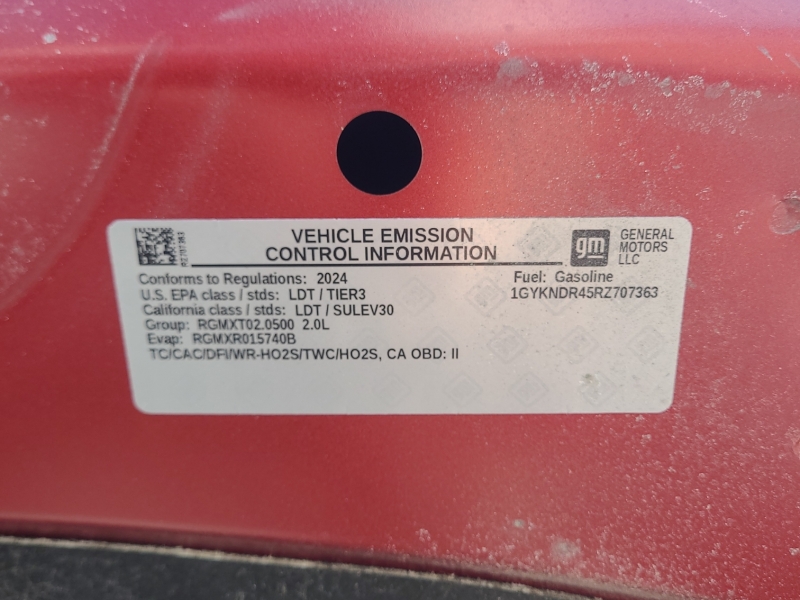 VEHICLE EMISSION
CONTROL INFORMATION
gm
GENERAL
MOTORS
LLC
Conforms to Regulations: 2024
Fuel: Gasoline
U.S. EPA class / stds: LDT / TIER3
1GYKNDR45RZ707363
California class / stds: LDT / SULEV30
Group: RGMXT02.0500 2.0L
Evap: RGMXR015740B
TC/CAC/DFI/WR-HO2S/TWC/HO2S, CA OBD: II
RZ707363